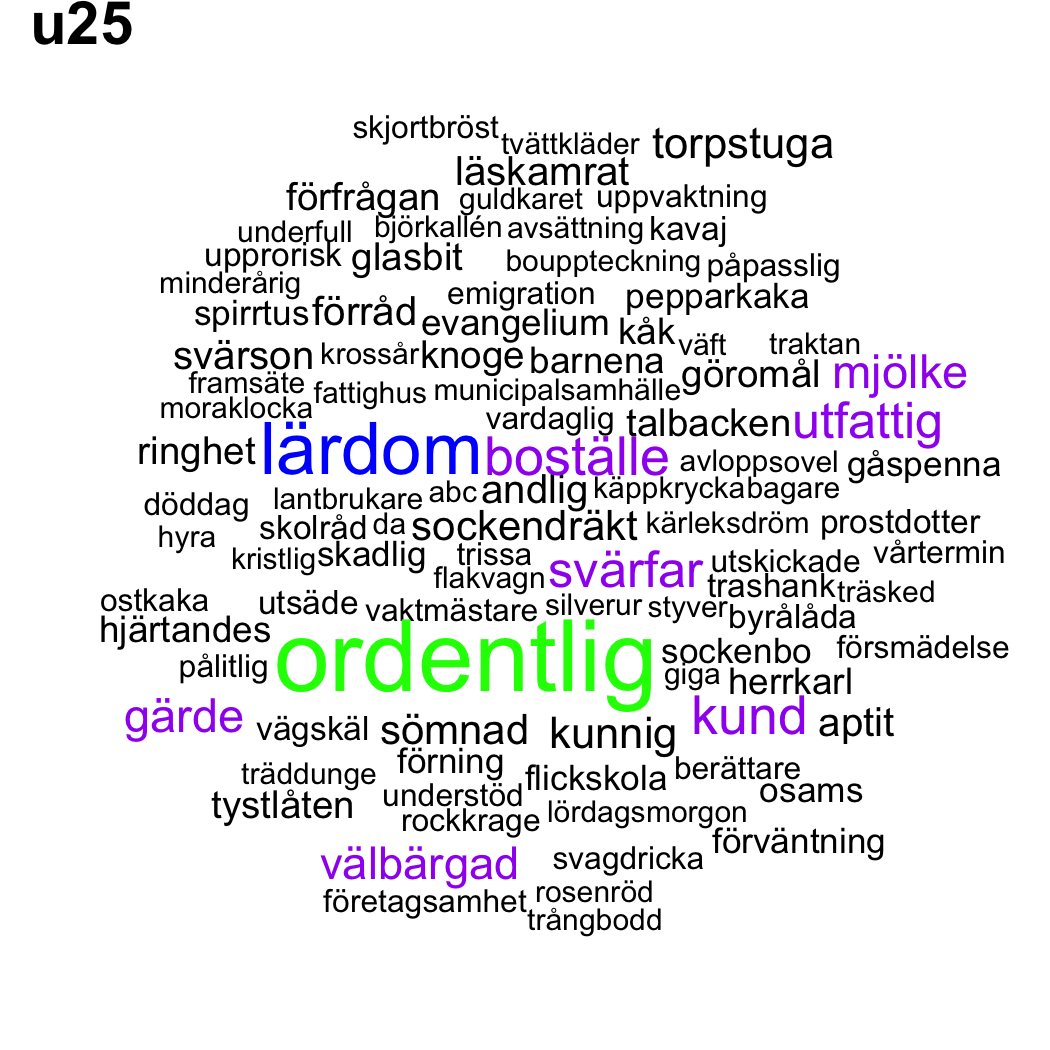 u25
skjortbröst tvättkläder torpstuga
läskamrat
förfrågan guldkaret uppvaktning
underfull björkallén avsättning kavaj
upprorisk glasbit bouppteckning påpasslig
minderårig emigration pepparkaka
spirrtus förråd evangelium kåk
svärson krossår knoge barnena väft traktan
framsäte fattighus municipalsamhälle göromål mjölke
moraklocka vardaglig talbacken utfattig
ringhet lärdom boställe avloppsovel gåspenna
döddag lantbrukare abc andlig käppkryckabagare
hyra skolråd da sockendräkt kärleksdröm prostdotter
kristlig skadlig trissa utskickade vårtermin
flakvagn svärfar trashank träsked
ostkaka utsäde vaktmästare silverur styver byrålåda
hjärtandes ordentlig sockenbo försmädelse
pålitlig giga herrkarl
gärde vägskäl sömnad kunnig kund aptit
träddunge förning flickskola berättare
tystlåten understöd osams
rockkrage lördagsmorgon
förväntning
välbärgad svagdricka
företagsamhet rosenröd
trångbodd